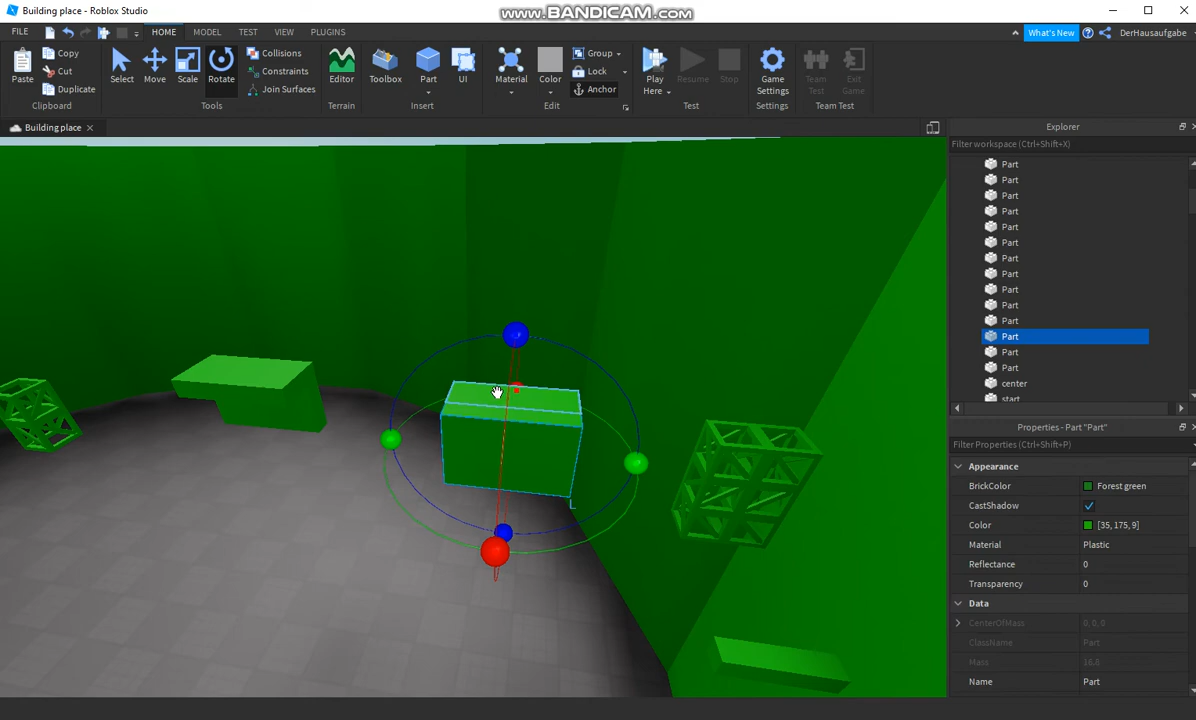 Building place - Roblox Studio
www.BANDICAM.com
FILE HOME MODEL TEST VIEW PLUGINS What's New DerHausaufgabe
Paste Copy Cut Duplicate Clipboard
Select Move Scale Rotate Collisions Constraints Join Surfaces Tools
Editor Terrain
Toolbox Part UI Insert
Material Color Group Lock Anchor Edit
Play Here Resume Stop Test
Game Settings Settings
Team Test Exit Game Team Test
Building place
Explorer
Filter workspace (Ctrl+Shift+X)
Part
Part
Part
Part
Part
Part
Part
Part
Part
Part
Part
Part
Part
center
start
L
Properties - Part "Part"
Filter Properties (Ctrl+Shift+P)
Appearance
BrickColor Forest green
CastShadow
Color [35, 175, 9]
Material Plastic
Reflectance 0
Transparency 0
Data
CenterOfMass 0, 0, 0
ClassName Part
Mass 16,8
Name Part